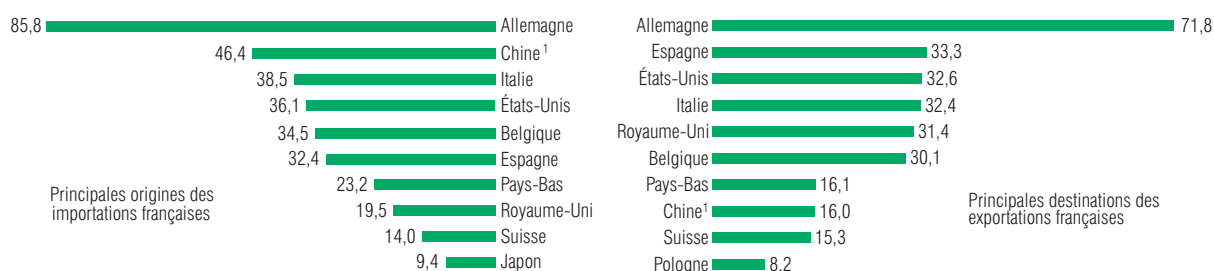 85,8 Allemagne
46,4 Chine 1
38,5 Italie
36,1 États-Unis
34,5 Belgique
32,4 Espagne
23,2 Pays-Bas
19,5 Royaume-Uni
14,0 Suisse
9,4 Japon
Principales origines des
importations françaises
Allemagne 71,8
Espagne 33,3
États-Unis 32,6
Italie 32,4
Royaume-Uni 31,4
Belgique 30,1
Pays-Bas 16,1
Chine1 16,0
Suisse 15,3
Pologne 8,2
Principales destinations des
exportations françaises